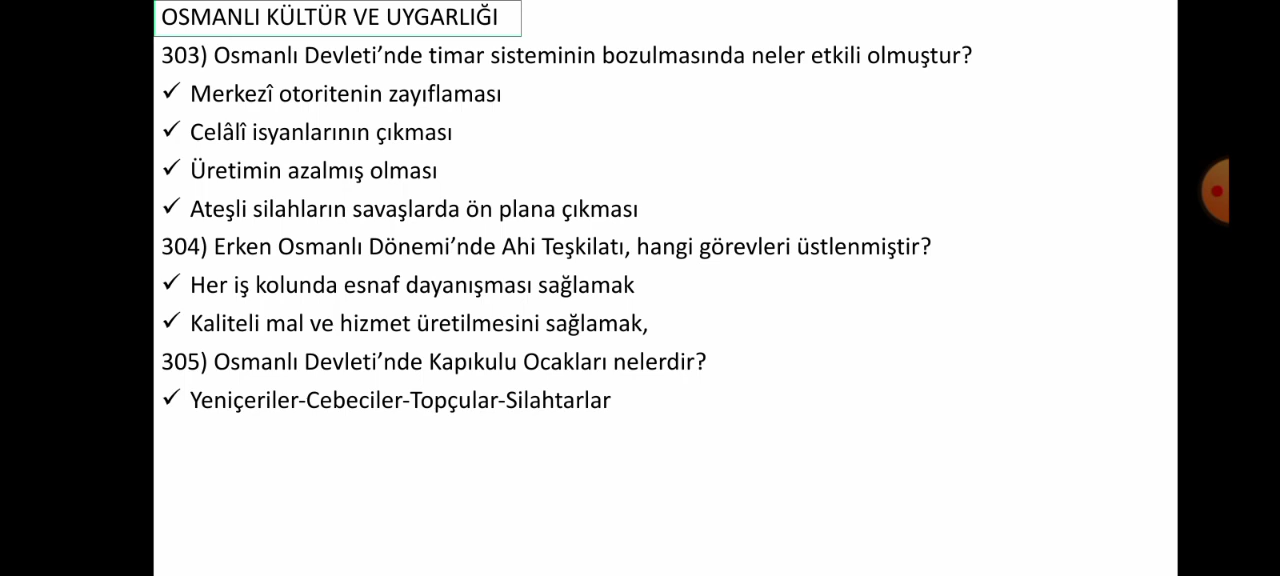 OSMANLI KÜLTÜR VE UYGARLIĞI
303) Osmanlı Devleti’nde timar sisteminin bozulmasında neler etkili olmuştur?
✓ Merkezî otoritenin zayıflaması
✓ Celâlî isyanlarının çıkması
✓ Üretimin azalmış olması
✓ Ateşli silahların savaşlarda ön plana çıkması
304) Erken Osmanlı Dönemi’nde Ahi Teşkilatı, hangi görevleri üstlenmiştir?
✓ Her iş kolunda esnaf dayanışması sağlamak
✓ Kaliteli mal ve hizmet üretilmesini sağlamak,
305) Osmanlı Devleti’nde Kapıkulu Ocakları nelerdir?
✓ Yeniçeriler-Cebeciler-Topçular-Silahtarlar